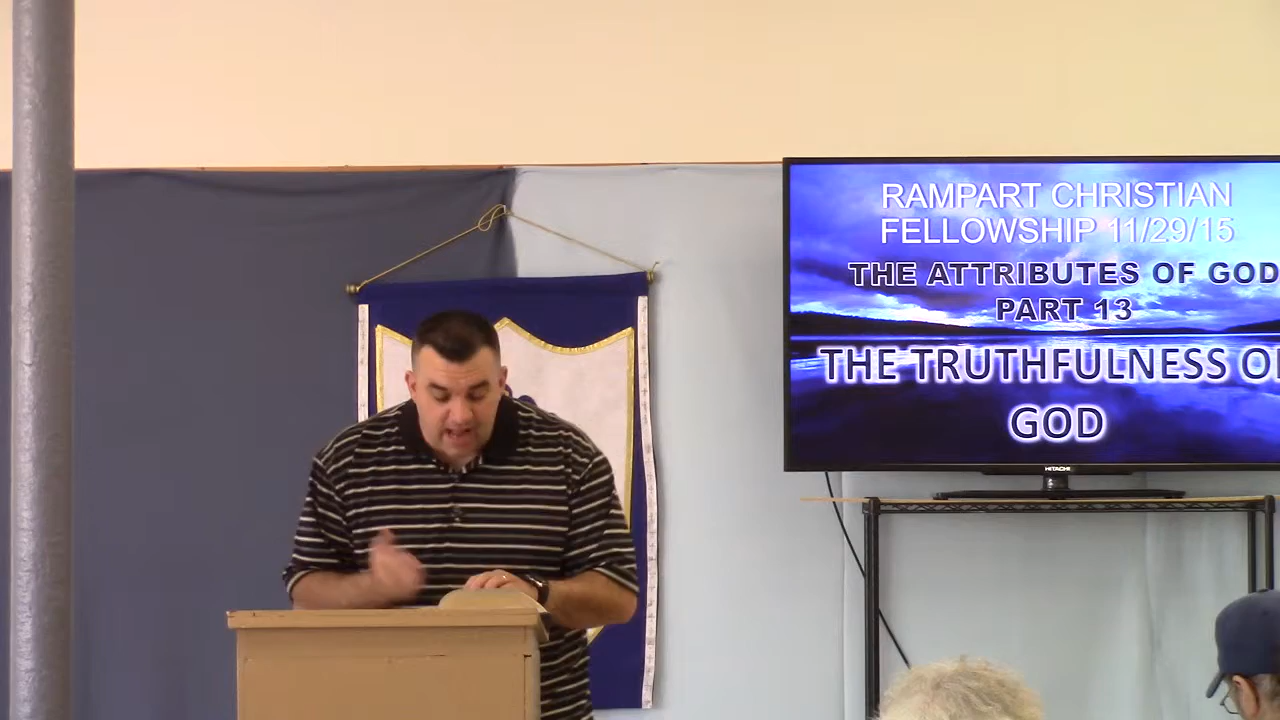 RAMPART CHRISTIAN
FELLOWSHIP 11/29/15
THE ATTRIBUTES OF GOD
PART 13
THE TRUTHFULNESS OF
GOD
HITACHI